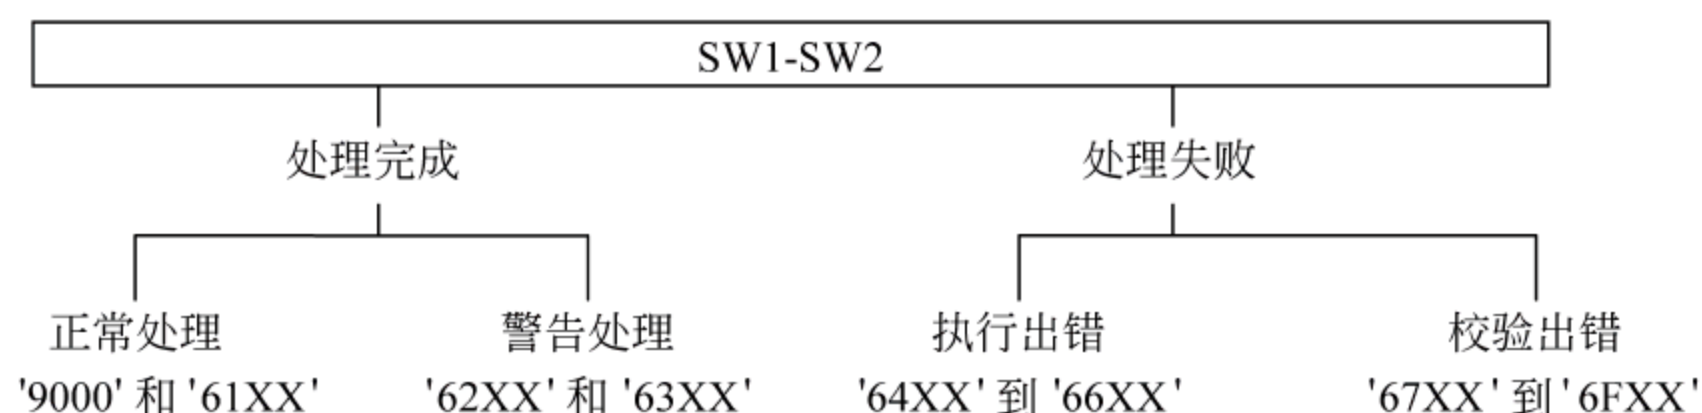 SW1-SW2
处理完成 处理失败
正常处理 警告处理 执行出错 校验出错
'9000' 和 '61XX' '62XX' 和 '63XX' '64XX' 到 '66XX' '67XX' 到 '6FXX'